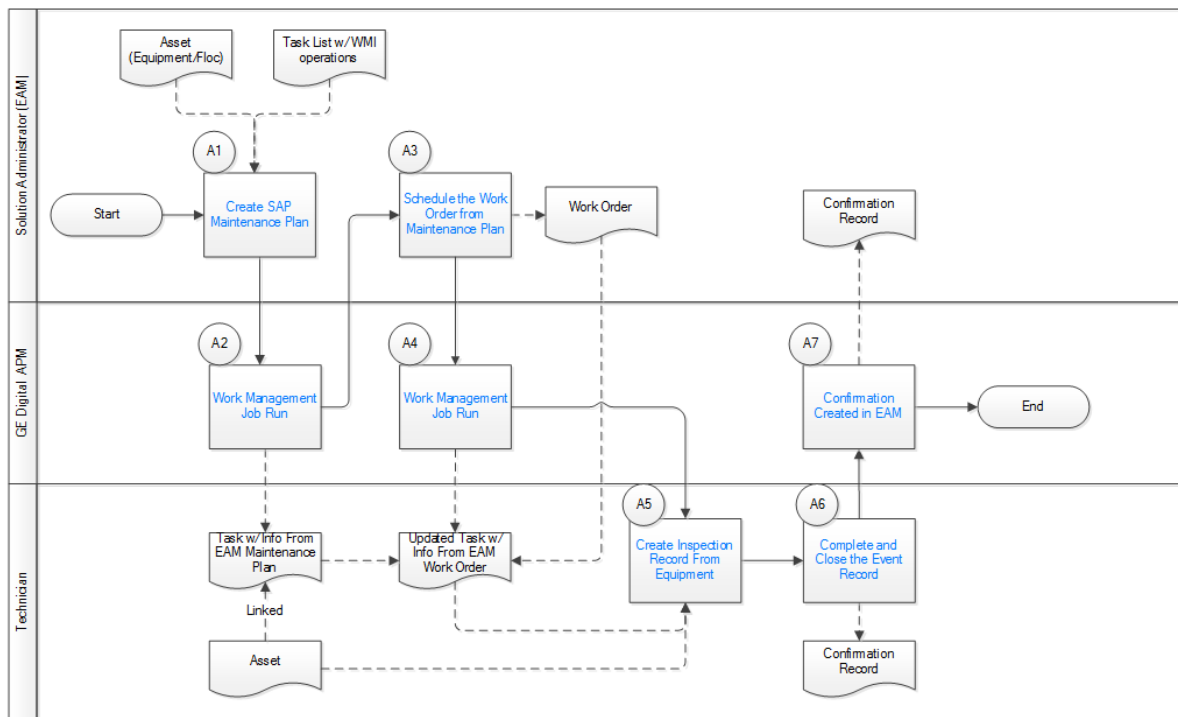 Solution Administrator (EAM)
Asset
(Equipment/Floc)
Task List w/WMI
operations
A1
A3
Start
Create SAP
Maintenance Plan
Schedule the Work
Order from
Maintenance Plan
Work Order
Confirmation
Record
GE Digital APM
A2
A4
A7
Work Management
Job Run
Work Management
Job Run
Confirmation
Created in EAM
End
Technician
A5
A6
Task w/Info From
EAM Maintenance
Plan
Updated Task w/
Info From EAM
Work Order
Create Inspection
Record From
Equipment
Complete and
Close the Event
Record
Linked
Asset
Confirmation
Record